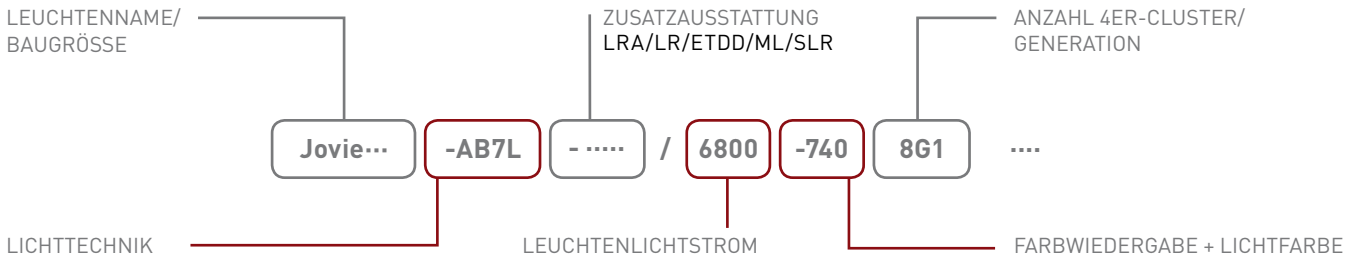 LEUCHTENNAME/
BAUGRÖSSE
ZUSATZAUSSTATTUNG
LRA/LR/ETDD/ML/SLR
ANZAHL 4ER-CLUSTER/
GENERATION
Jovie··· -AB7L - ····· / 6800 -740 8G1 ····
LICHTTECHNIK
LEUCHTENLICHTSTROM
FARBWIEDERGABE + LICHTFARBE